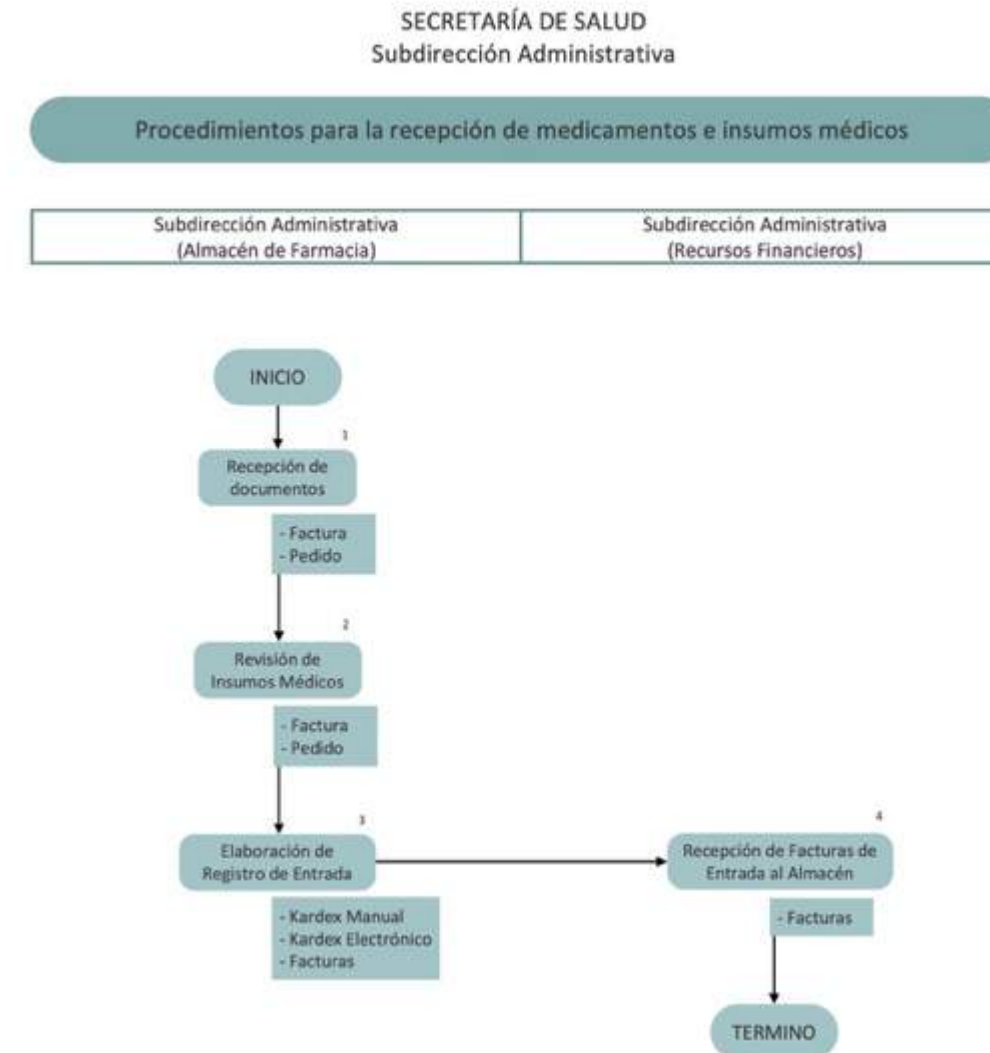 SECRETARÍA DE SALUD
Subdirección Administrativa
Procedimientos para la recepción de medicamentos e insumos médicos
Subdirección Administrativa
(Almacén de Farmacia)
Subdirección Administrativa
(Recursos Financieros)
INICIO
1
Recepción de
documentos
- Factura
- Pedido
2
Revisión de
Insumos Médicos
- Factura
- Pedido
3
Elaboración de
Registro de Entrada
- Kardex Manual
- Kardex Electrónico
- Facturas
4
Recepción de Facturas de
Entrada al Almacén
- Facturas
TERMINO